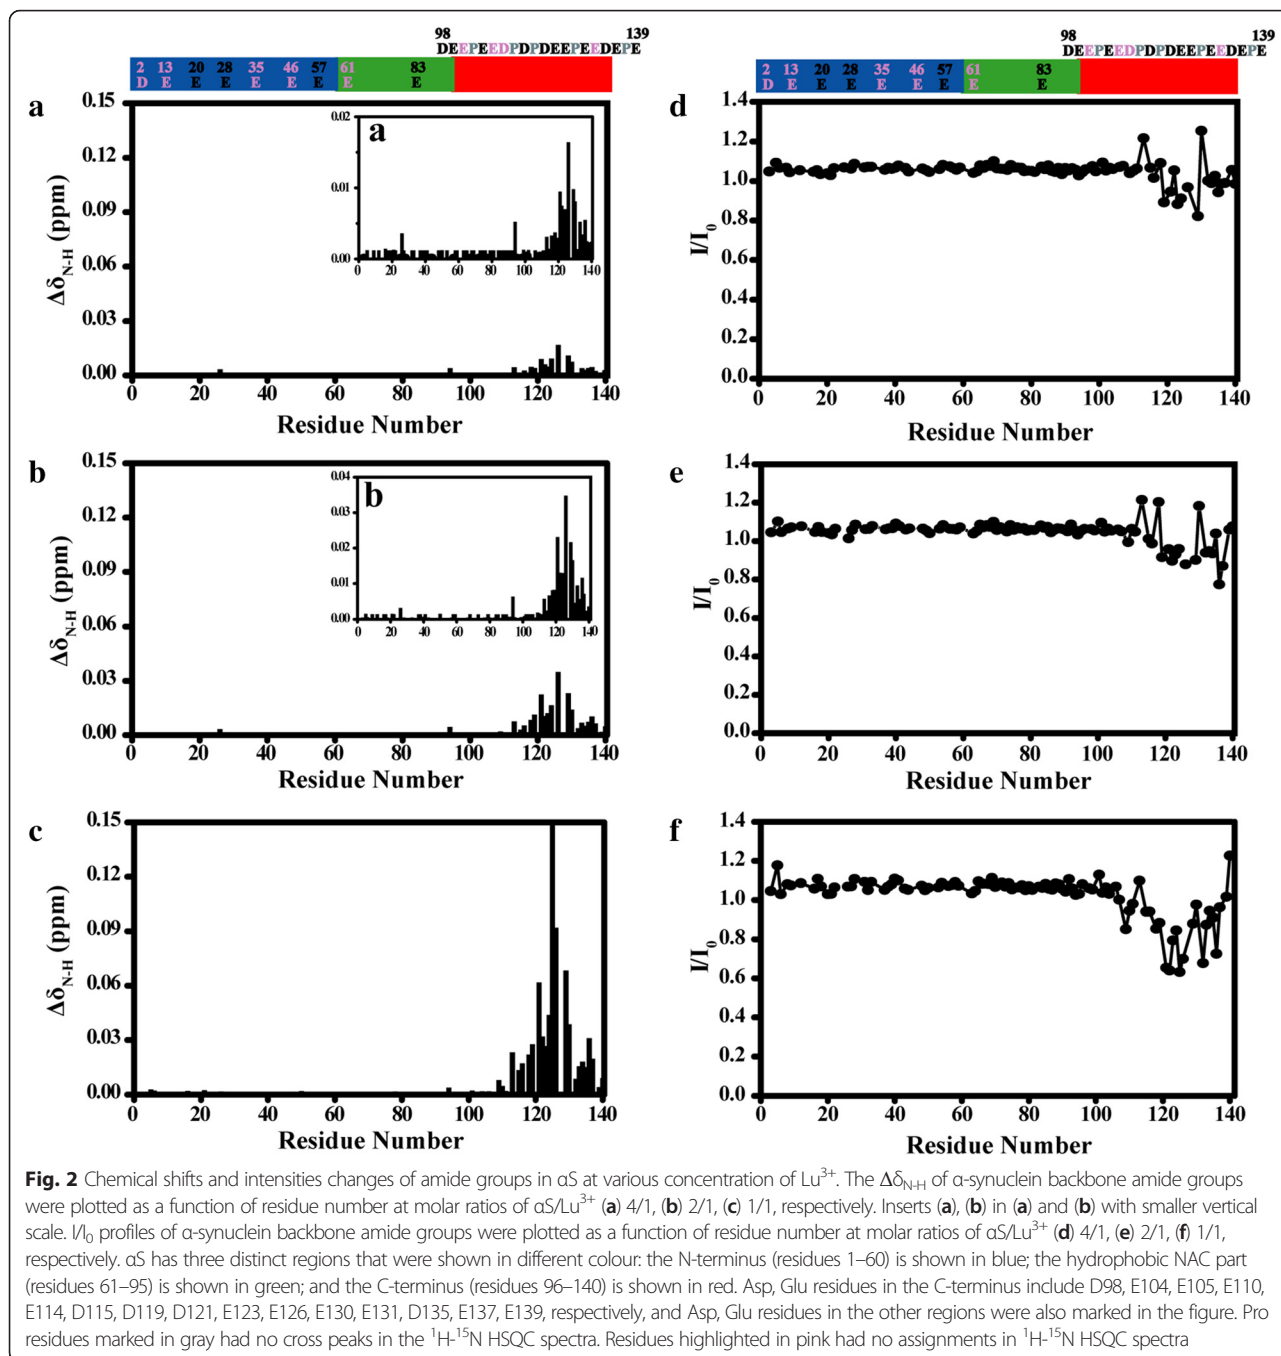 98 139
DEEPEEDPDPDEEPEEDEPE
2 13 20 28 35 46 57 61 83
D E E E E E E E E
98 139
DEEPEEDPDPDEEPEEDEPE
2 13 20 28 35 46 57 61 83
D E E E E E E E E
a
0.15
0.12
0.09
0.06
0.03
0.00
ΔδN-H (ppm)
0 20 40 60 80 100 120 140
Residue Number
a
0.02
0.01
0.00
0 20 40 60 80 100 120 140
d
1.4
1.2
1.0
0.8
0.6
0.4
0.2
0.0
I/I0
0 20 40 60 80 100 120 140
Residue Number
b
0.15
0.12
0.09
0.06
0.03
0.00
ΔδN-H (ppm)
0 20 40 60 80 100 120 140
Residue Number
b
0.04
0.03
0.02
0.01
0.00
0 20 40 60 80 100 120 140
e
1.4
1.2
1.0
0.8
0.6
0.4
0.2
0.0
I/I0
0 20 40 60 80 100 120 140
Residue Number
c
0.15
0.12
0.09
0.06
0.03
0.00
ΔδN-H (ppm)
0 20 40 60 80 100 120 140
Residue Number
f
1.4
1.2
1.0
0.8
0.6
0.4
0.2
0.0
I/I0
0 20 40 60 80 100 120 140
Residue Number
Fig. 2 Chemical shifts and intensities changes of amide groups in αS at various concentration of Lu³⁺. The ΔδN-H of α-synuclein backbone amide groups
were plotted as a function of residue number at molar ratios of αS/Lu³⁺ (a) 4/1, (b) 2/1, (c) 1/1, respectively. Inserts (a), (b) in (a) and (b) with smaller vertical
scale. I/I₀ profiles of α-synuclein backbone amide groups were plotted as a function of residue number at molar ratios of αS/Lu³⁺ (d) 4/1, (e) 2/1, (f) 1/1,
respectively. αS has three distinct regions that were shown in different colour: the N-terminus (residues 1–60) is shown in blue; the hydrophobic NAC part
(residues 61–95) is shown in green; and the C-terminus (residues 96–140) is shown in red. Asp, Glu residues in the C-terminus include D98, E104, E105, E110,
E114, D115, D119, D121, E123, E126, E130, E131, D135, E137, E139, respectively, and Asp, Glu residues in the other regions were also marked in the figure. Pro
residues marked in gray had no cross peaks in the ¹H-¹⁵N HSQC spectra. Residues highlighted in pink had no assignments in ¹H-¹⁵N HSQC spectra